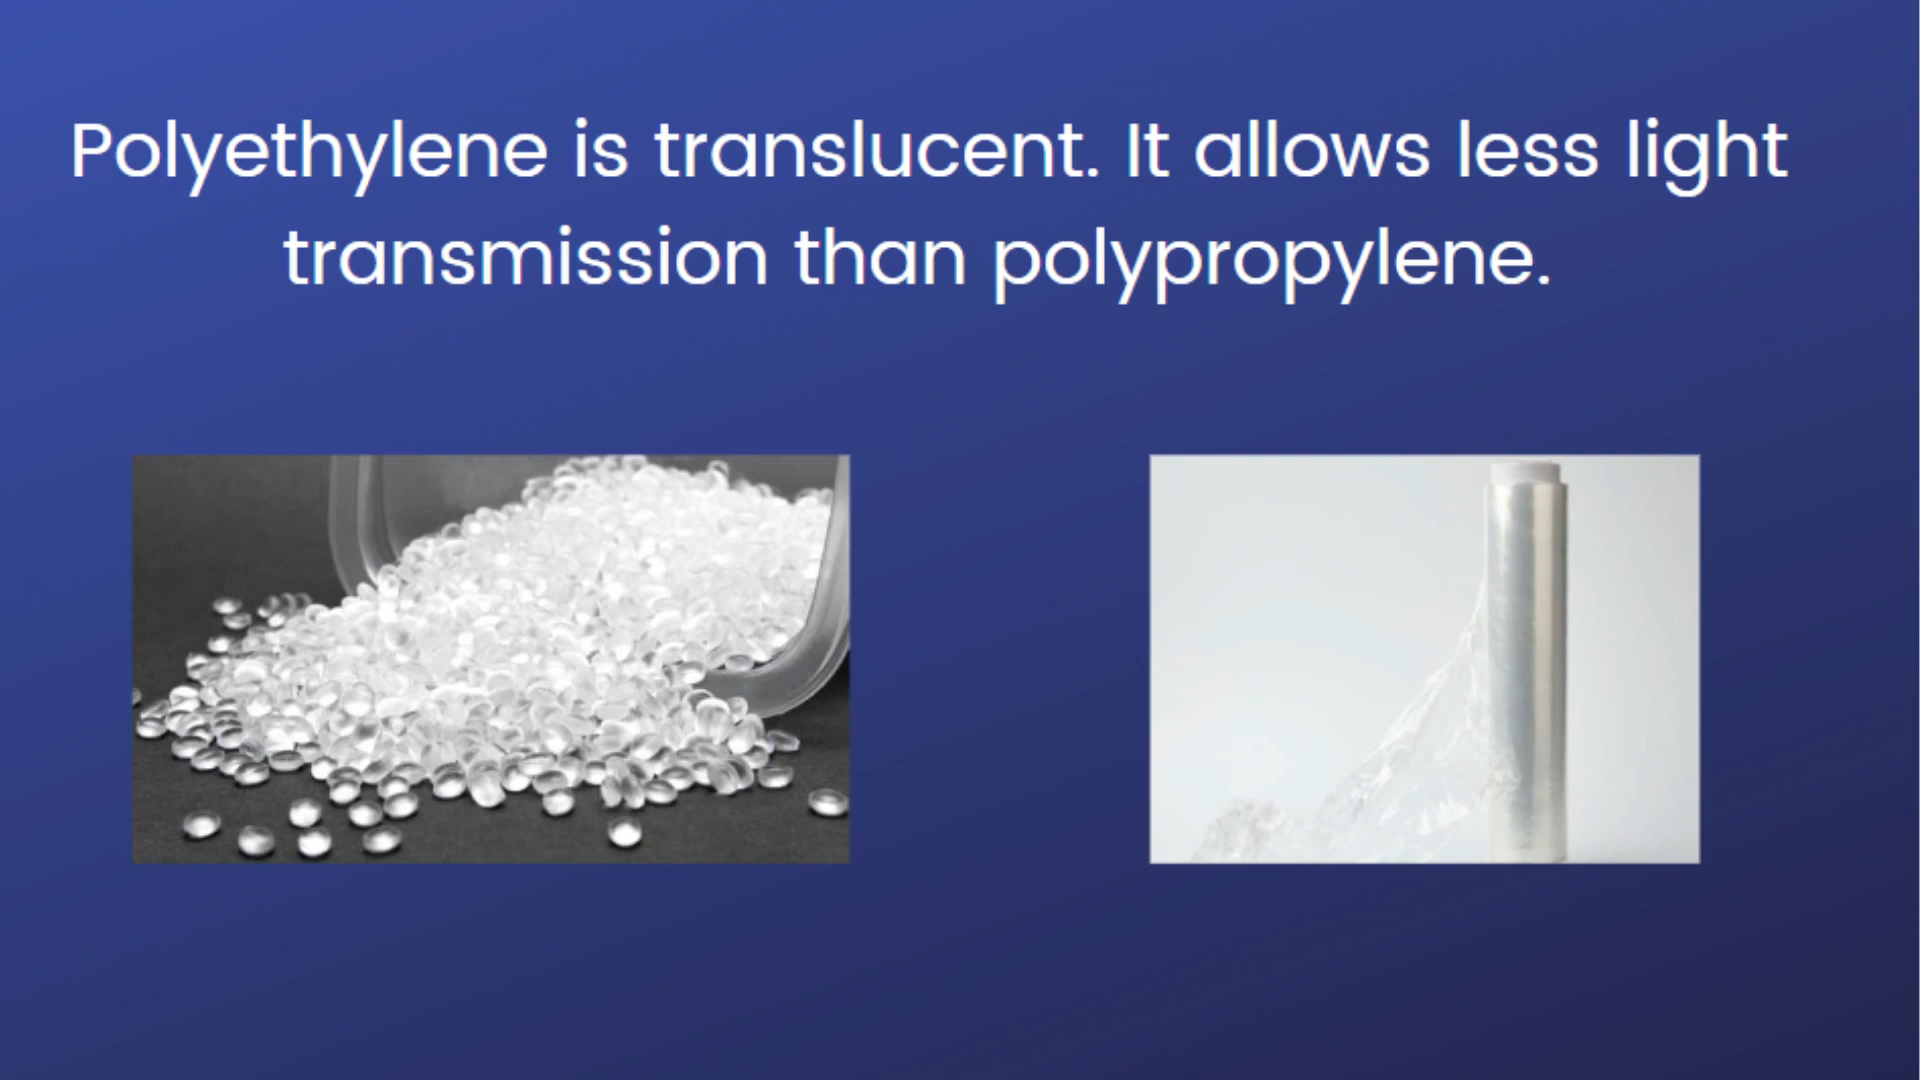 Polyethylene is translucent. It allows less light
transmission than polypropylene.